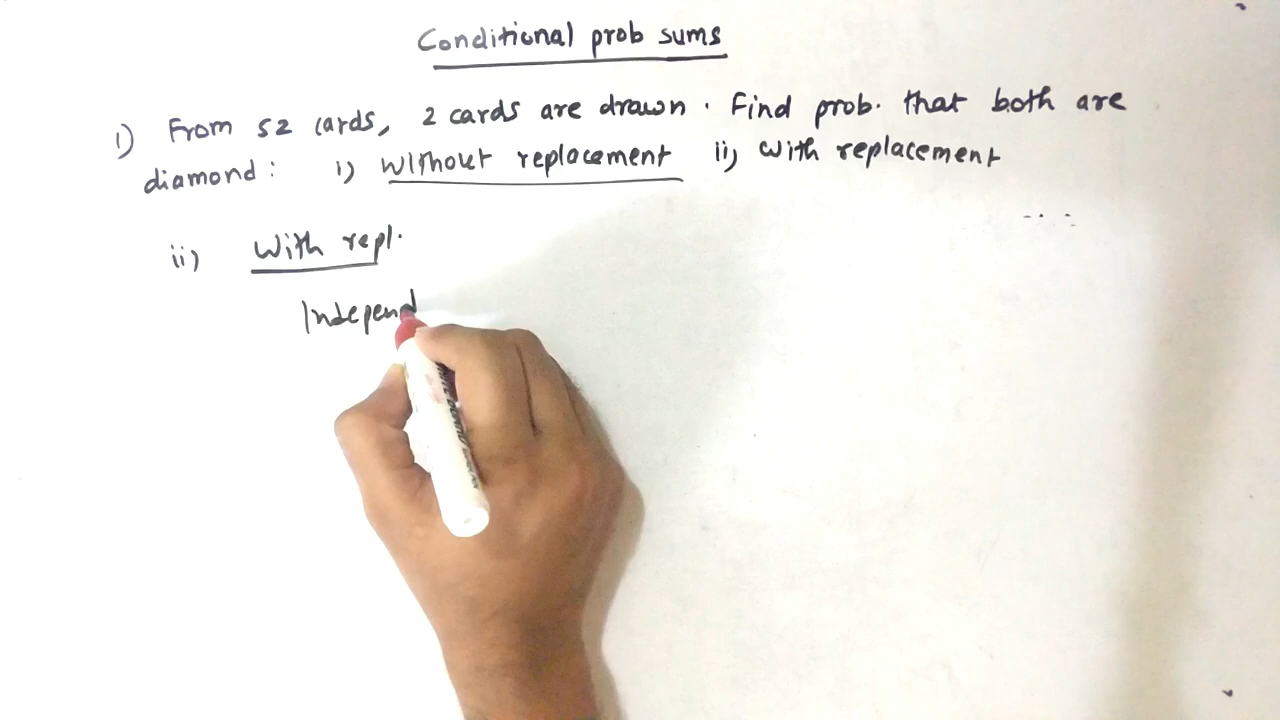 Conditional prob sums
1) From 52 cards, 2 cards are drawn. Find prob. that both are
diamond: i) without replacement ii) with replacement
ii) With repl.
Independ